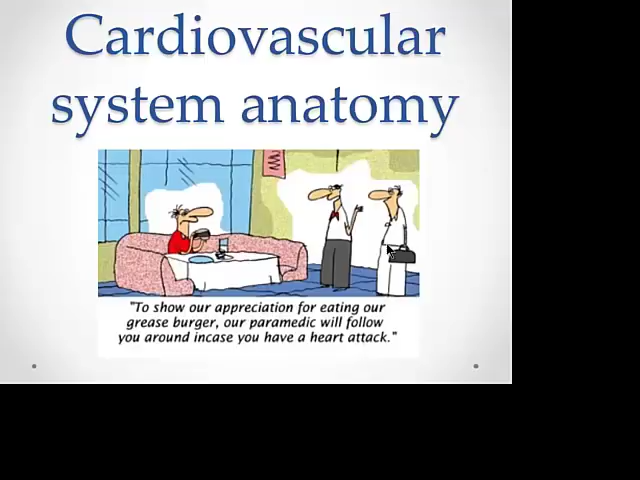 Cardiovascular
system anatomy
"To show our appreciation for eating our
grease burger, our paramedic will follow
you around incase you have a heart attack."